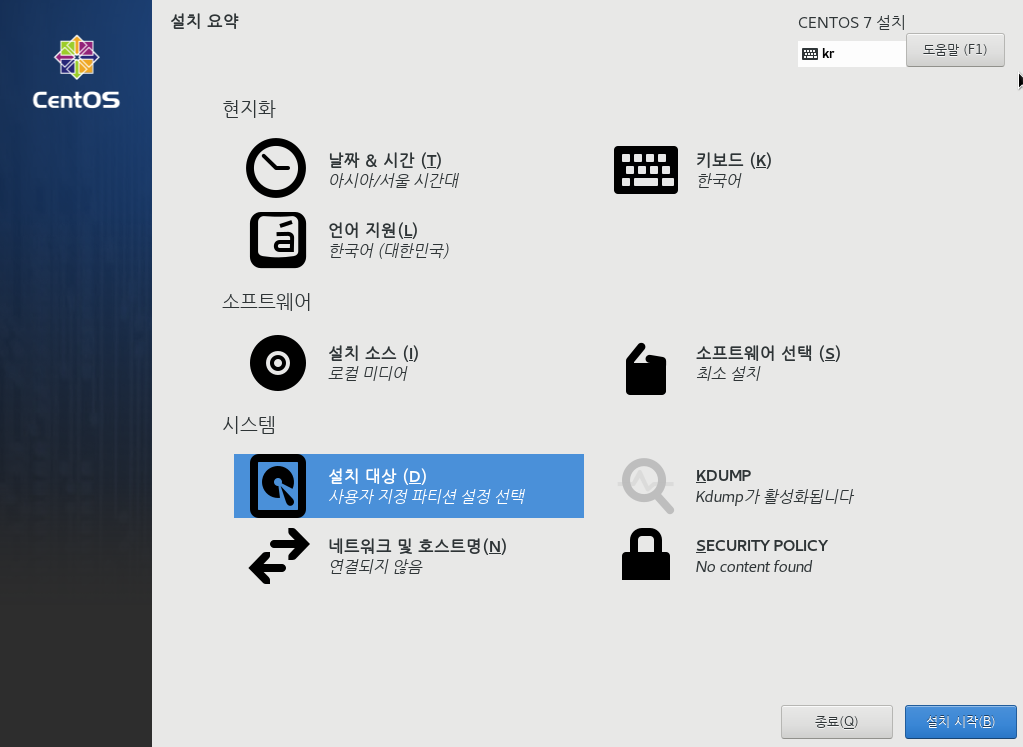 설치 요약
CENTOS 7 설치
kr
도움말 (F1)
CentOS
현지화
날짜 & 시간 (T)
아시아/서울 시간대
키보드 (K)
한국어
언어 지원(L)
한국어 (대한민국)
소프트웨어
설치 소스 (I)
로컬 미디어
소프트웨어 선택 (S)
최소 설치
시스템
설치 대상 (D)
사용자 지정 파티션 설정 선택
KDUMP
Kdump가 활성화됩니다
네트워크 및 호스트명(N)
연결되지 않음
SECURITY POLICY
No content found
종료(Q)
설치 시작(B)